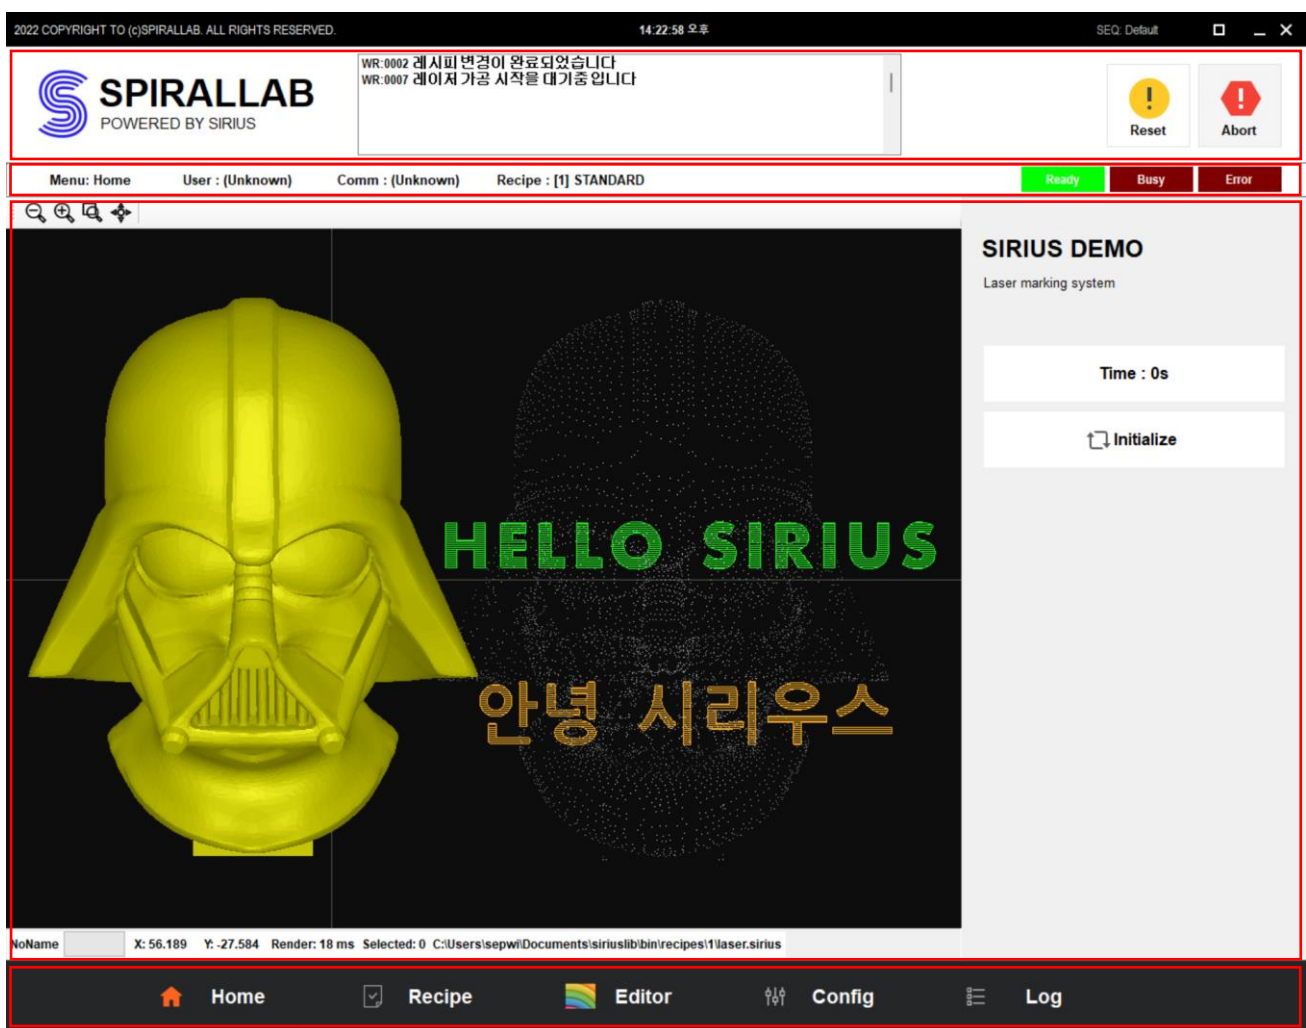 2022 COPYRIGHT TO (c)SPIRALLAB. ALL RIGHTS RESERVED.
14:22:58 오후
SEQ: Default
SPIRALLAB
POWERED BY SIRIUS
WR:0002 레시피 변경이 완료되었습니다
WR:0007 레이저 가공 시작을 대기중 입니다
Reset
Abort
Menu: Home
User : (Unknown)
Comm : (Unknown)
Recipe : [1] STANDARD
Ready
Busy
Error
SIRIUS DEMO
Laser marking system
Time : 0s
Initialize
HELLO SIRIUS
안녕 시리우스
NoName
X: 56.189
Y: -27.584
Render: 18 ms
Selected: 0
C:\Users\sepwi\Documents\siriuslib\bin\recipes\1\laser.sirius
Home
Recipe
Editor
Config
Log